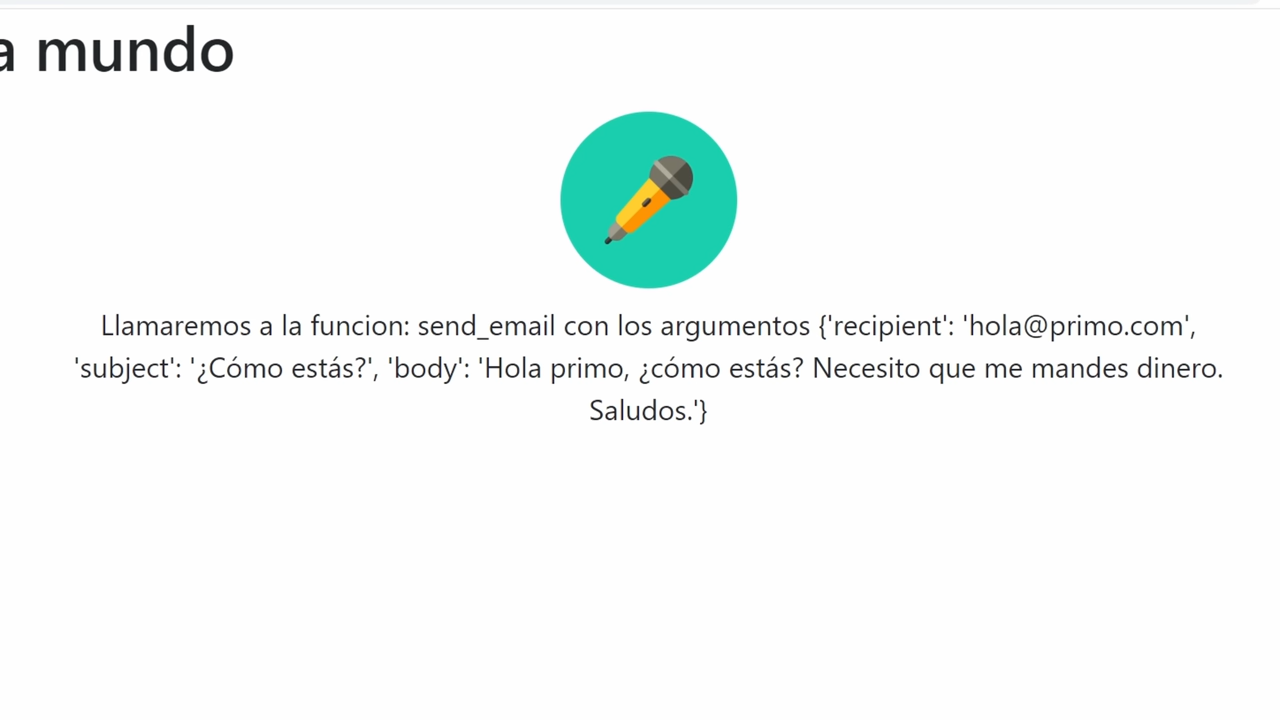 a mundo
Llamaremos a la funcion: send_email con los argumentos {'recipient': 'hola@primo.com',
'subject': '¿Cómo estás?', 'body': 'Hola primo, ¿cómo estás? Necesito que me mandes dinero.
Saludos.'}